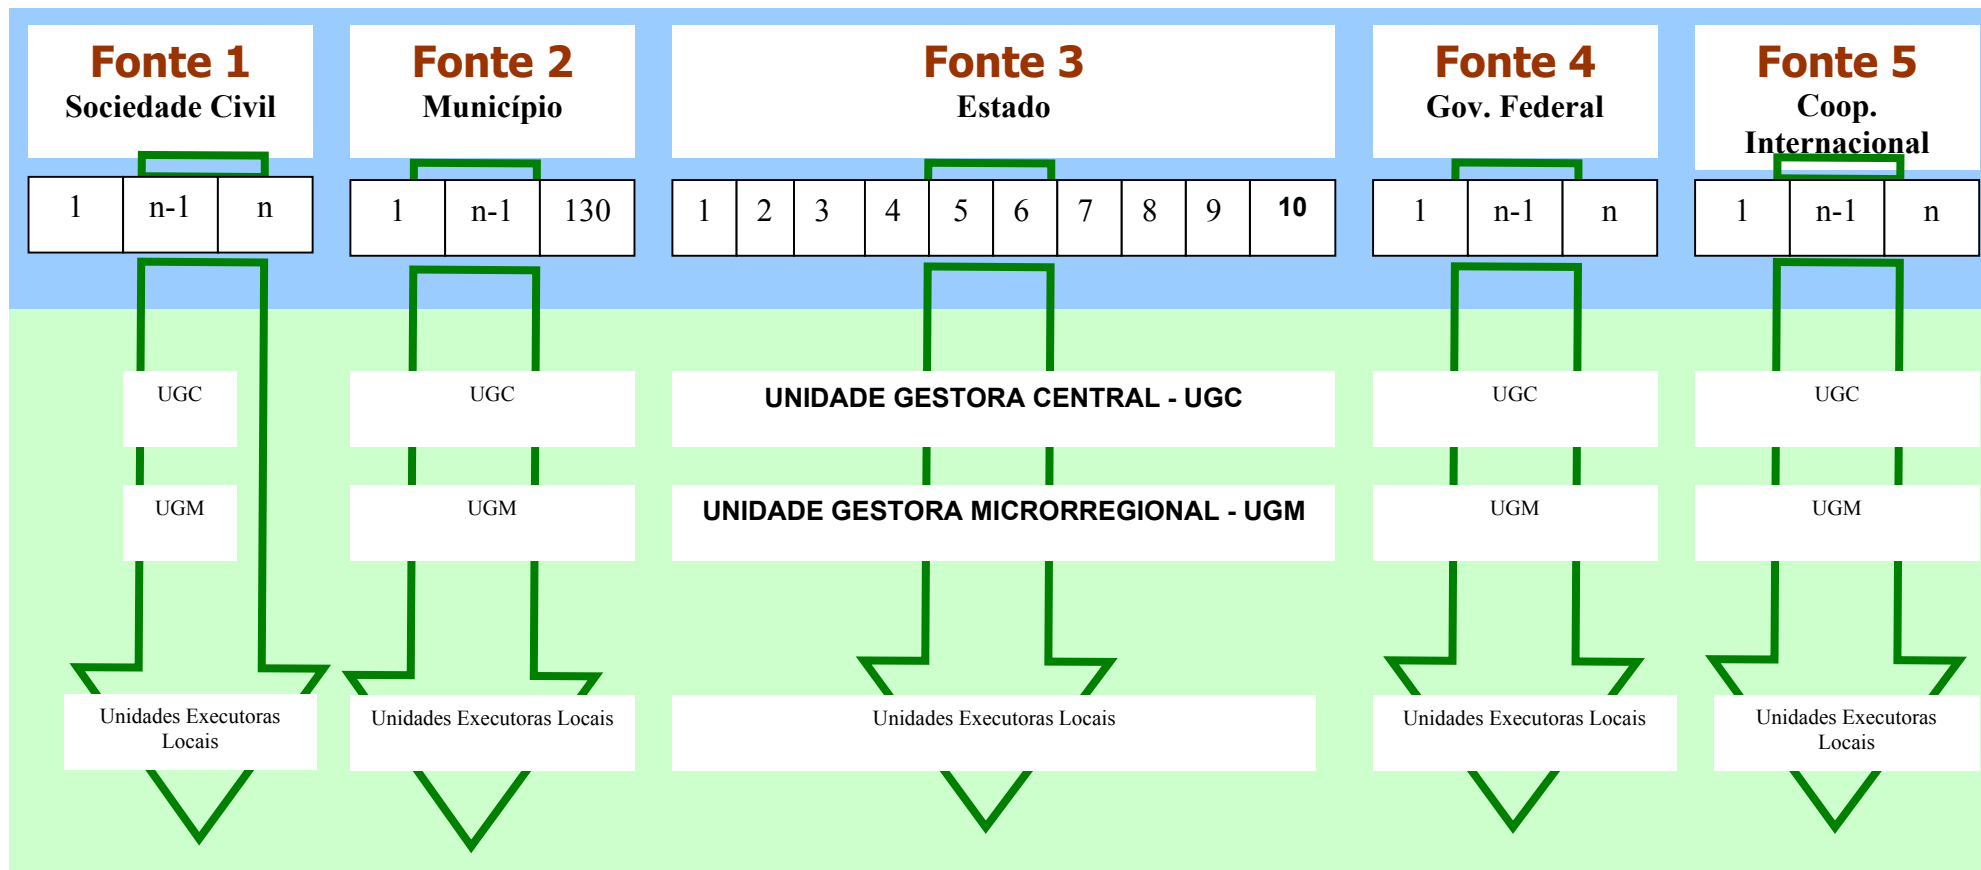 Fonte 1
Sociedade Civil
Fonte 2
Município
Fonte 3
Estado
Fonte 4
Gov. Federal
Fonte 5
Coop.
Internacional
1 n-1 n
1 n-1 130
1 2 3 4 5 6 7 8 9 10
1 n-1 n
1 n-1 n
UGC
UGC
UNIDADE GESTORA CENTRAL - UGC
UGC
UGC
UGM
UGM
UNIDADE GESTORA MICRORREGIONAL - UGM
UGM
UGM
Unidades Executoras
Locais
Unidades Executoras Locais
Unidades Executoras Locais
Unidades Executoras Locais
Unidades Executoras
Locais